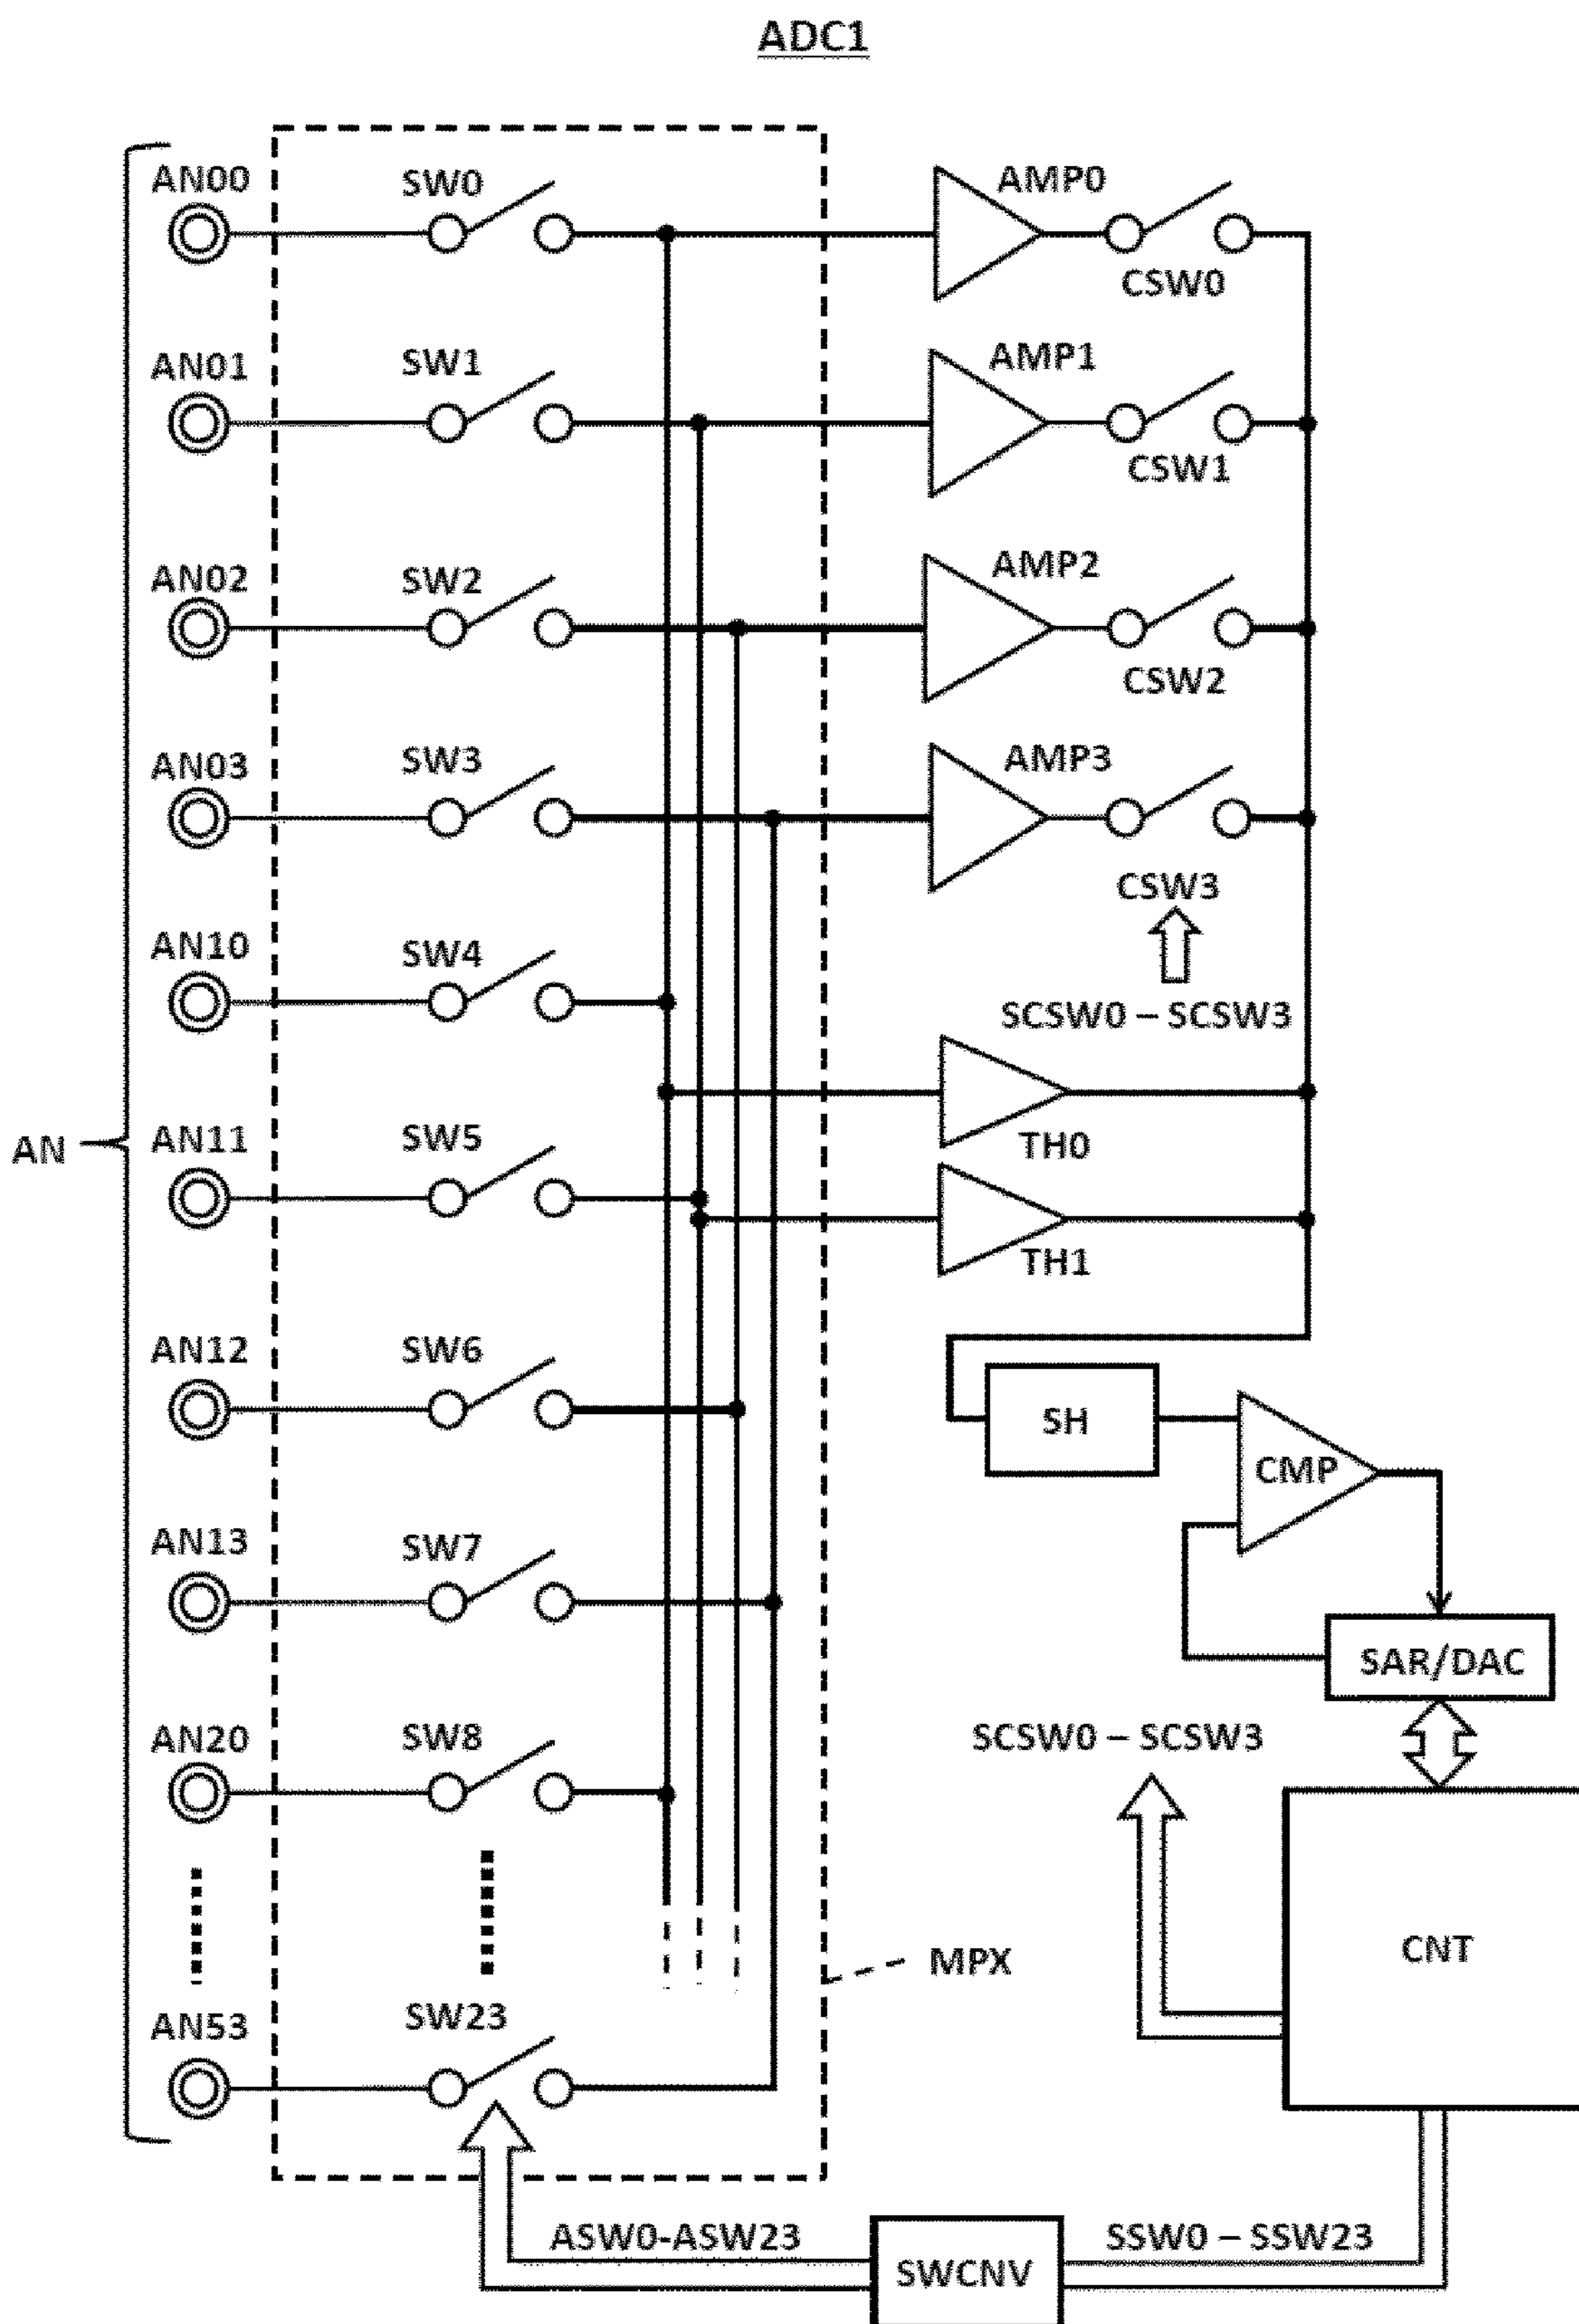 ADC1
AN00
SW0
AMP0
CSW0
AN01
SW1
AMP1
CSW1
AN02
SW2
AMP2
CSW2
AN03
SW3
AMP3
CSW3
AN10
SW4
SCSW0 – SCSW3
AN
AN11
SW5
TH0
TH1
AN12
SW6
SH
CMP
AN13
SW7
SAR/DAC
AN20
SW8
SCSW0 – SCSW3
CNT
MPX
AN53
SW23
ASW0-ASW23
SWCNV
SSW0 – SSW23